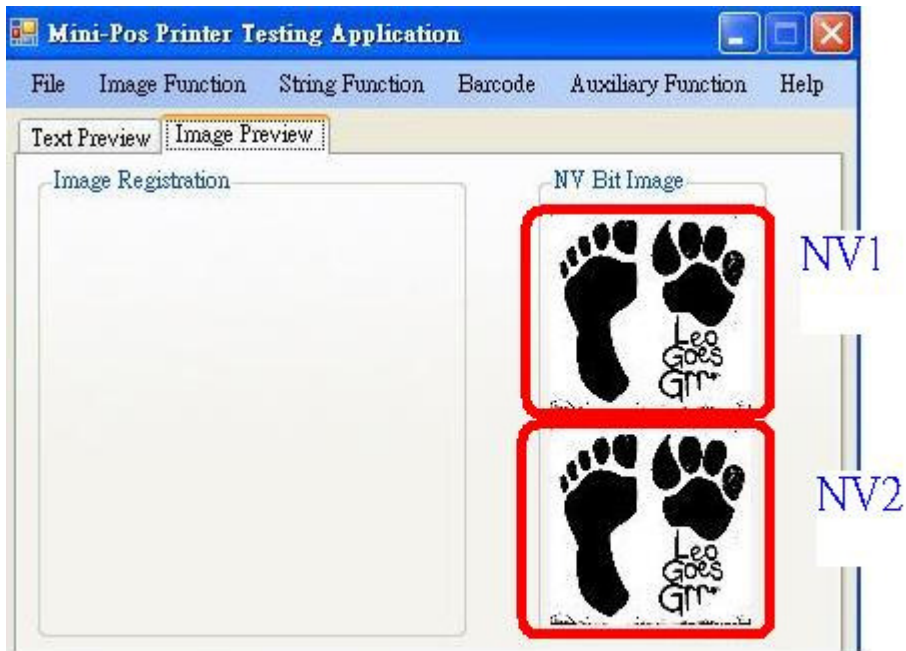 Mini-Pos Printer Testing Application
File Image Function String Function Barcode Auxiliary Function Help
Text Preview Image Preview
Image Registration NV Bit Image
NV1
Leo
Goes
Grr
NV2
Leo
Goes
Grr